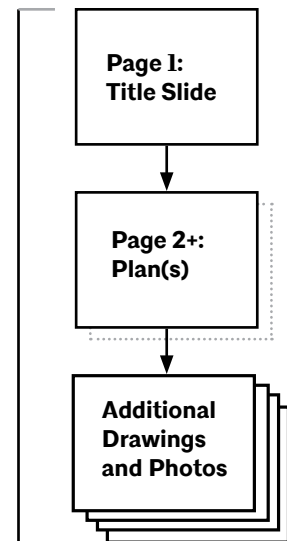 Page 1:
Title Slide
Page 2+:
Plan(s)
Additional
Drawings
and Photos